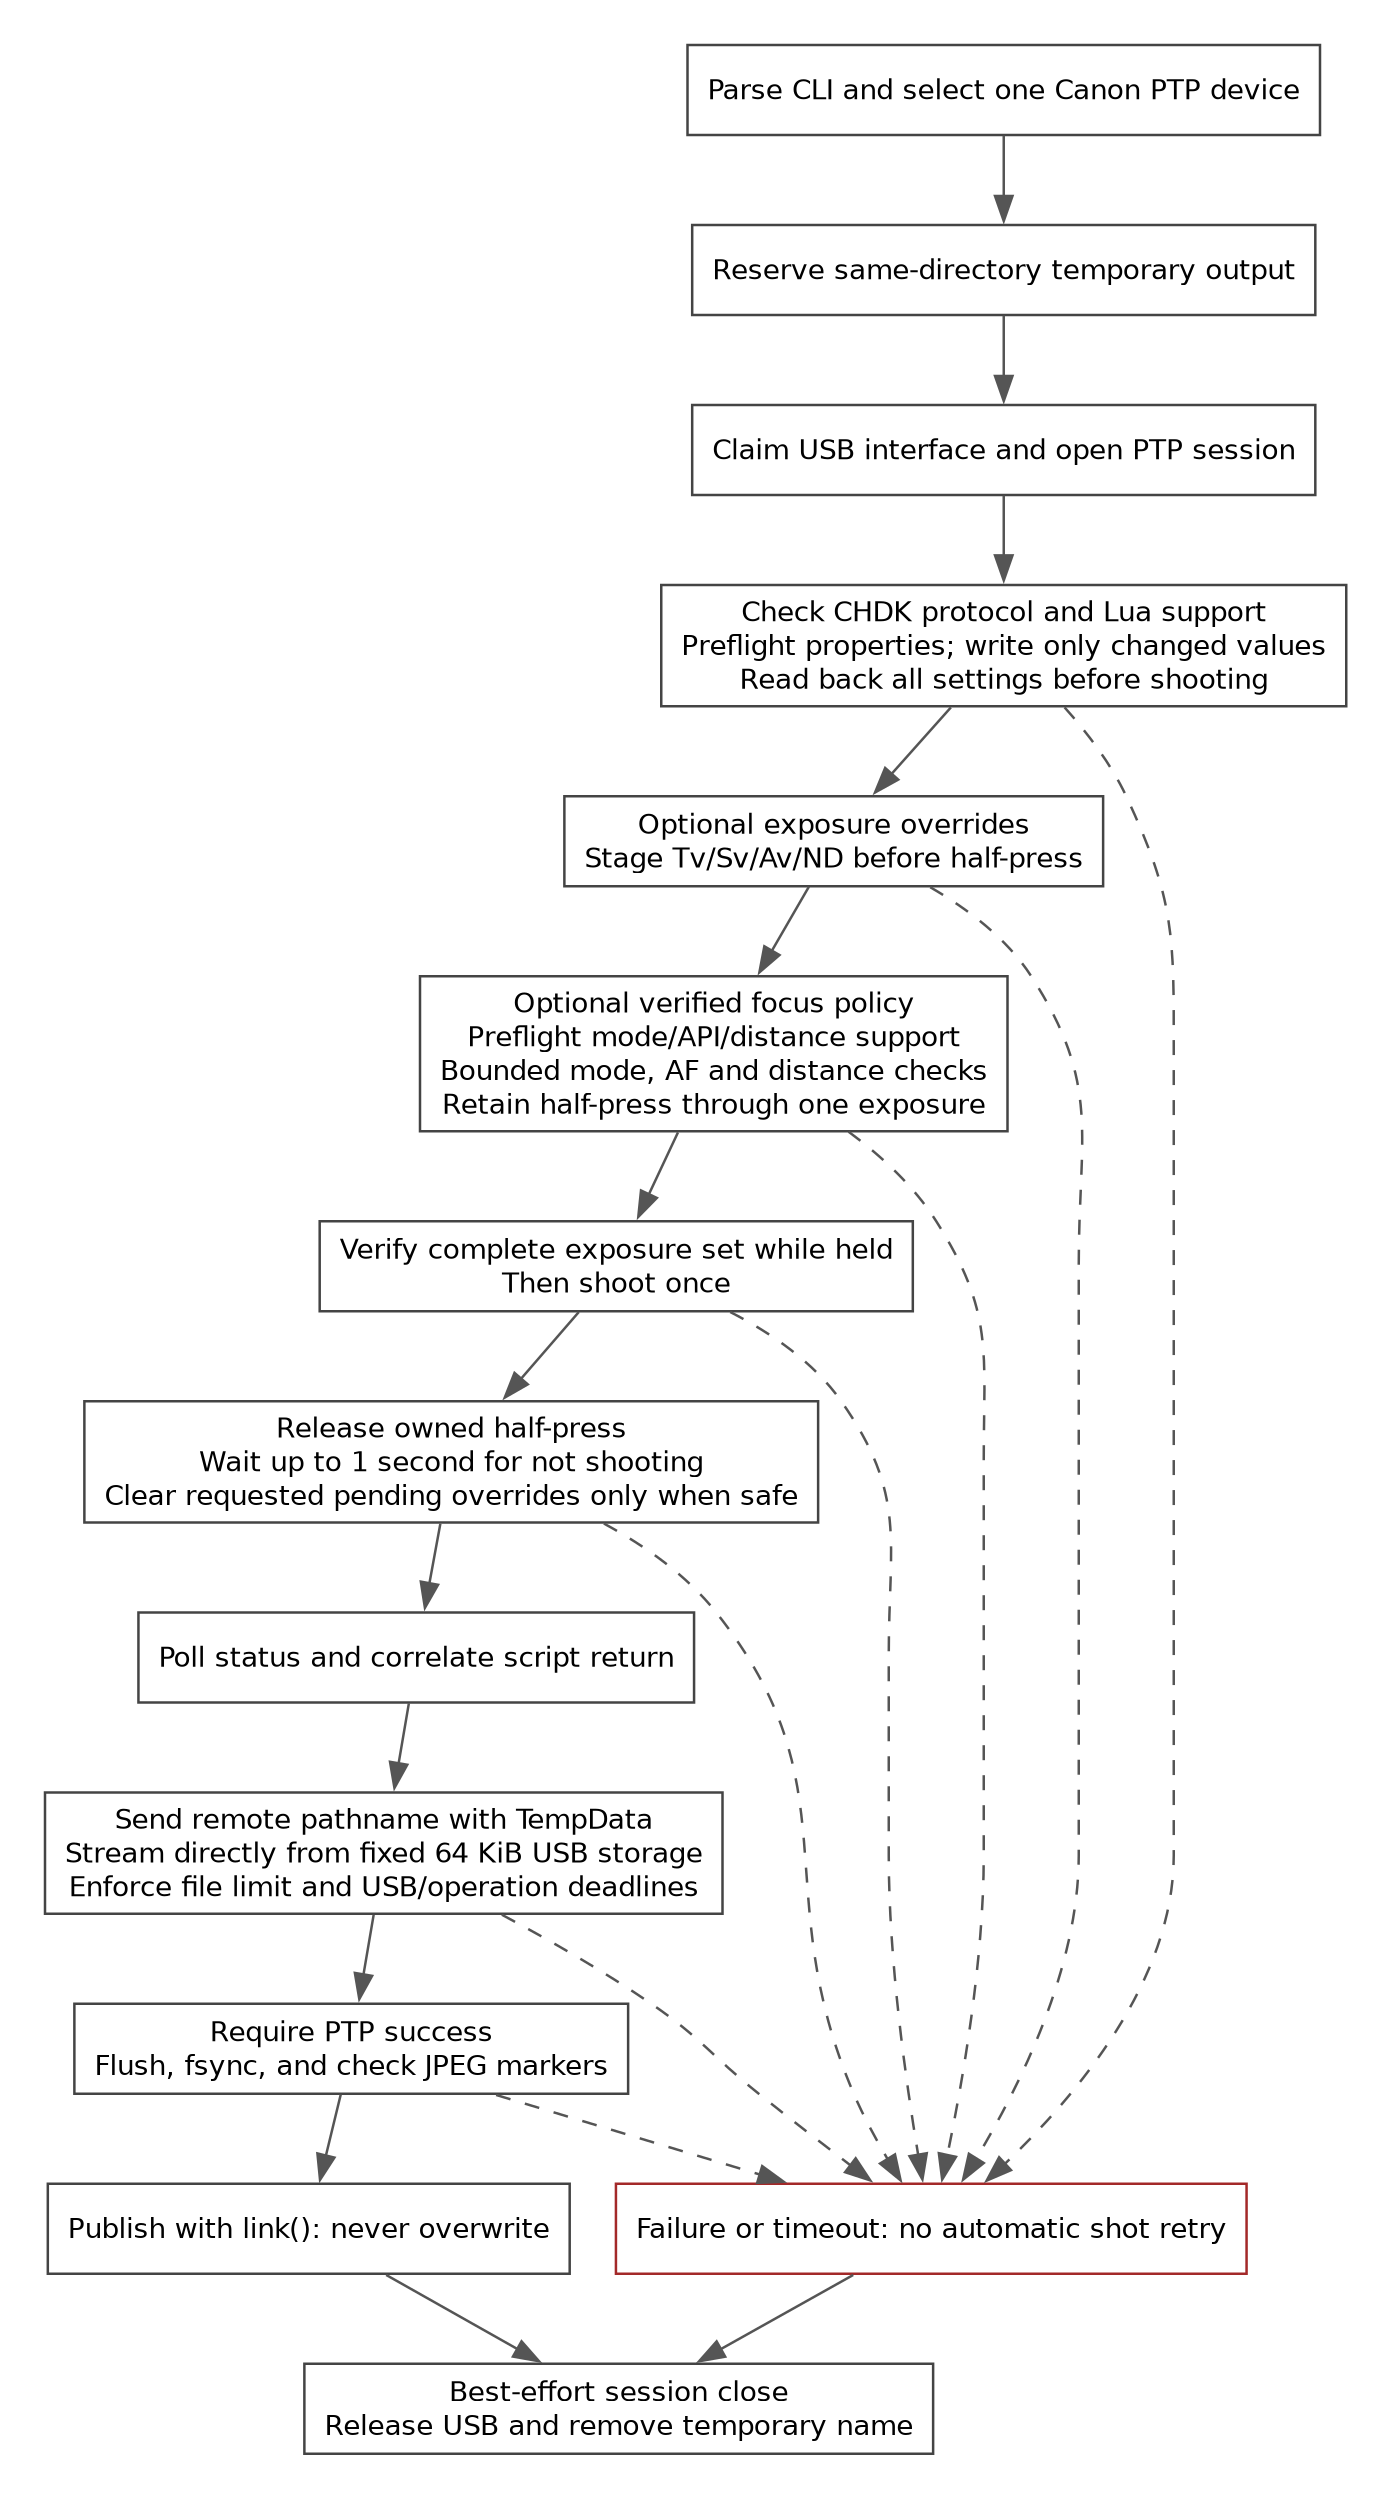 Parse CLI and select one Canon PTP device
Reserve same-directory temporary output
Claim USB interface and open PTP session
Check CHDK protocol and Lua support
Preflight properties; write only changed values
Read back all settings before shooting
Optional exposure overrides
Stage Tv/Sv/Av/ND before half-press
Optional verified focus policy
Preflight mode/API/distance support
Bounded mode, AF and distance checks
Retain half-press through one exposure
Verify complete exposure set while held
Then shoot once
Release owned half-press
Wait up to 1 second for not shooting
Clear requested pending overrides only when safe
Poll status and correlate script return
Send remote pathname with TempData
Stream directly from fixed 64 KiB USB storage
Enforce file limit and USB/operation deadlines
Require PTP success
Flush, fsync, and check JPEG markers
Publish with link(): never overwrite
Failure or timeout: no automatic shot retry
Best-effort session close
Release USB and remove temporary name